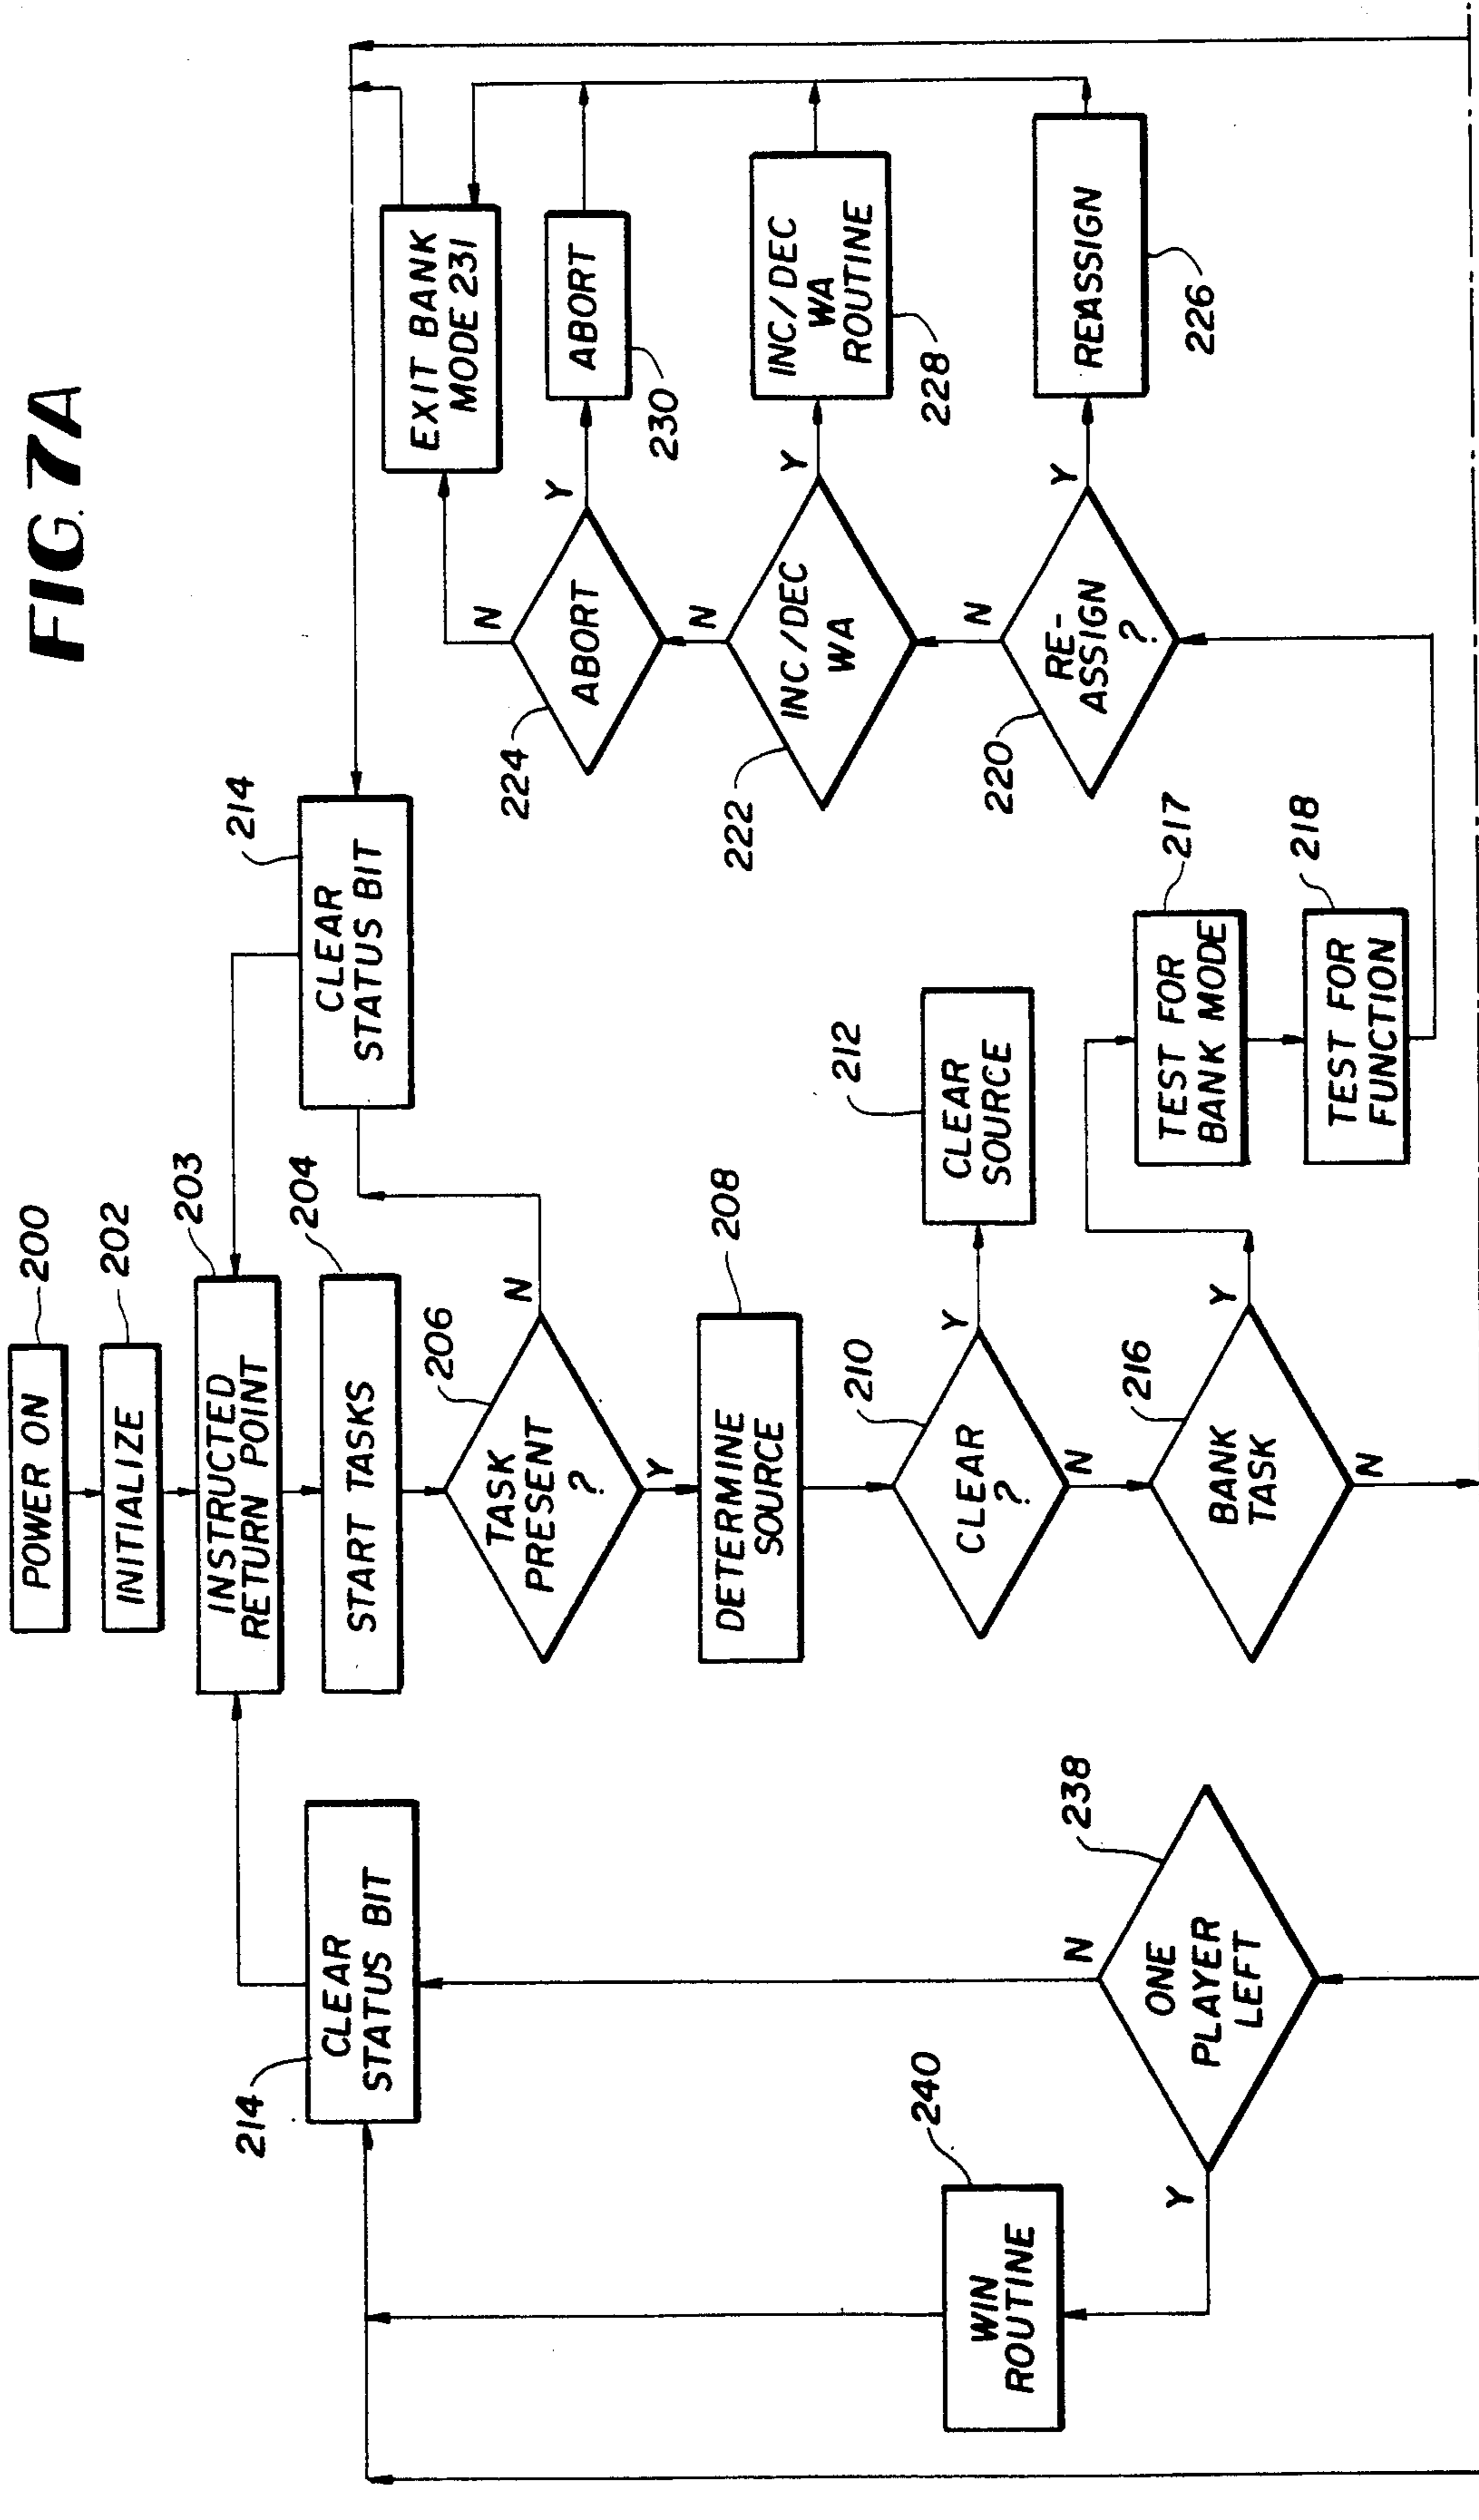 FIG. 7A
POWER ON
200
INITIALIZE
202
INSTRUCTED
RETURN POINT
203
START TASKS
204
TASK
PRESENT
?
206
N
Y
CLEAR
STATUS BIT
214
CLEAR
STATUS BIT
214
DETERMINE
SOURCE
208
CLEAR
?
210
Y
N
CLEAR
SOURCE
212
BANK
TASK
216
Y
N
TEST FOR
BANK MODE
217
TEST FOR
FUNCTION
218
RE-
ASSIGN
?
220
Y
N
REASSIGN
226
INC/DEC
WA
222
Y
N
INC/DEC
WA
ROUTINE
228
ABORT
224
Y
N
ABORT
230
EXIT BANK
MODE 231
ONE
PLAYER
LEFT
238
N
Y
WIN
ROUTINE
240